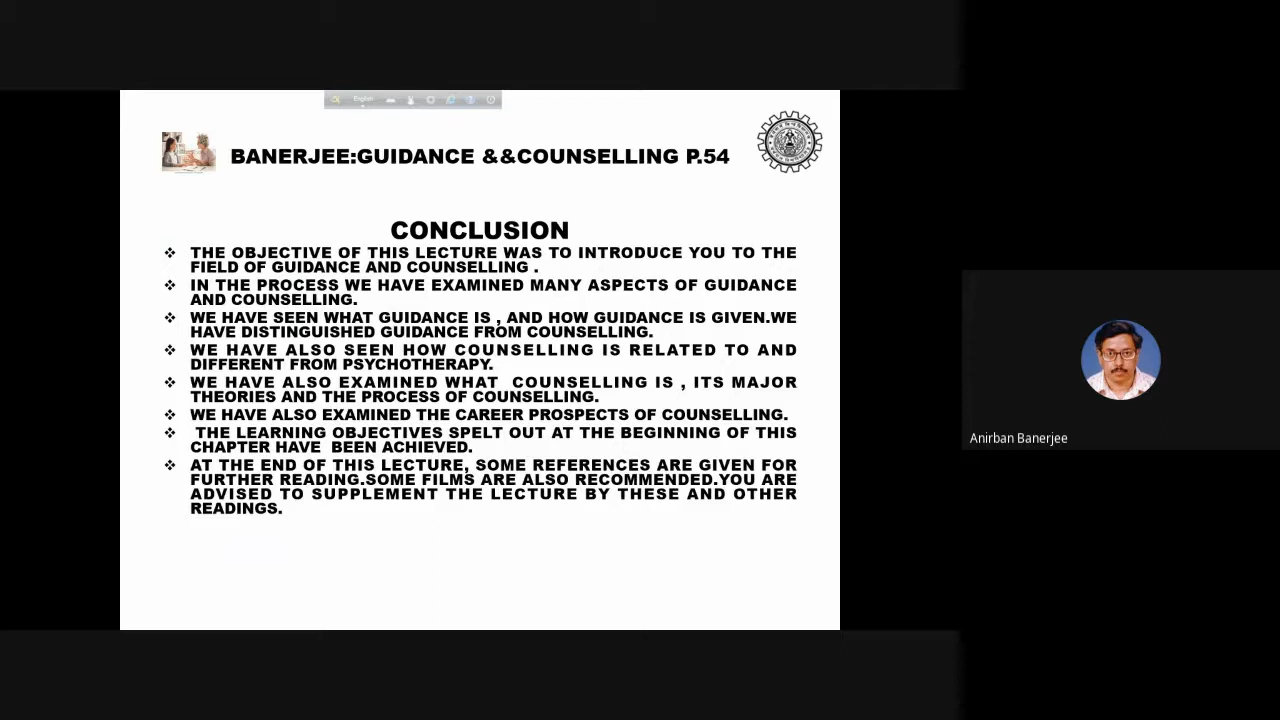 English
BANERJEE:GUIDANCE &&COUNSELLING P.54
CONCLUSION
THE OBJECTIVE OF THIS LECTURE WAS TO INTRODUCE YOU TO THE
FIELD OF GUIDANCE AND COUNSELLING .
IN THE PROCESS WE HAVE EXAMINED MANY ASPECTS OF GUIDANCE
AND COUNSELLING.
WE HAVE SEEN WHAT GUIDANCE IS , AND HOW GUIDANCE IS GIVEN.WE
HAVE DISTINGUISHED GUIDANCE FROM COUNSELLING.
WE HAVE ALSO SEEN HOW COUNSELLING IS RELATED TO AND
DIFFERENT FROM PSYCHOTHERAPY.
WE HAVE ALSO EXAMINED WHAT COUNSELLING IS , ITS MAJOR
THEORIES AND THE PROCESS OF COUNSELLING.
WE HAVE ALSO EXAMINED THE CAREER PROSPECTS OF COUNSELLING.
THE LEARNING OBJECTIVES SPELT OUT AT THE BEGINNING OF THIS
CHAPTER HAVE BEEN ACHIEVED.
AT THE END OF THIS LECTURE, SOME REFERENCES ARE GIVEN FOR
FURTHER READING.SOME FILMS ARE ALSO RECOMMENDED.YOU ARE
ADVISED TO SUPPLEMENT THE LECTURE BY THESE AND OTHER
READINGS.
Anirban Banerjee